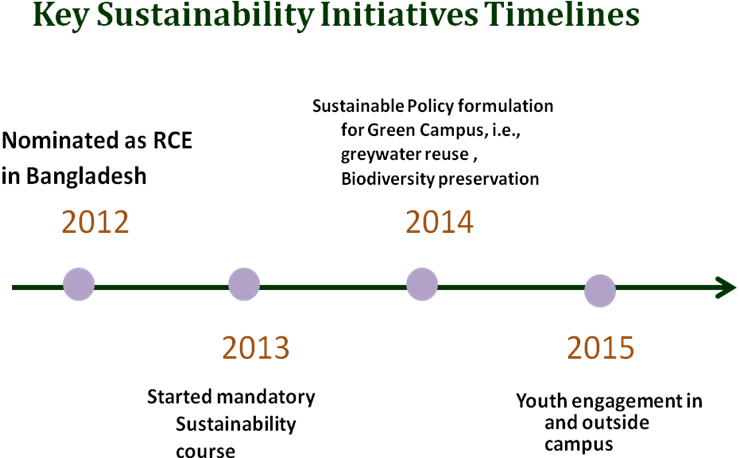 Key Sustainability Initiatives Timelines
Nominated as RCE
in Bangladesh
2012
Sustainable Policy formulation
for Green Campus, i.e.,
greywater reuse ,
Biodiversity preservation
2014
2013
Started mandatory
Sustainability
course
2015
Youth engagement in
and outside
campus